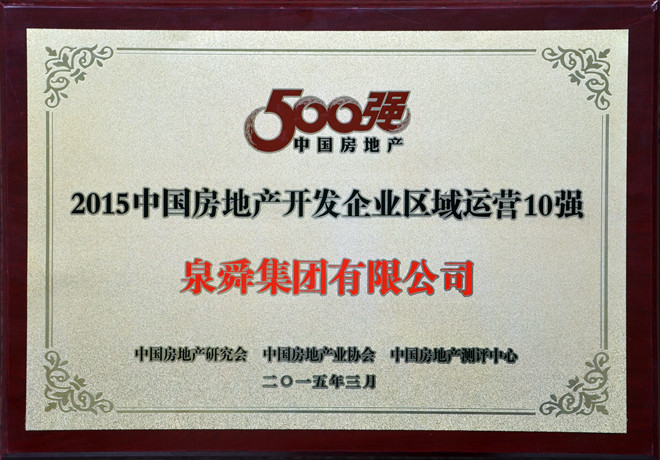 500强
中国房地产
2015中国房地产开发企业区域运营10强
泉舜集团有限公司
中国房地产研究会 中国房地产业协会 中国房地产测评中心
二〇一五年三月